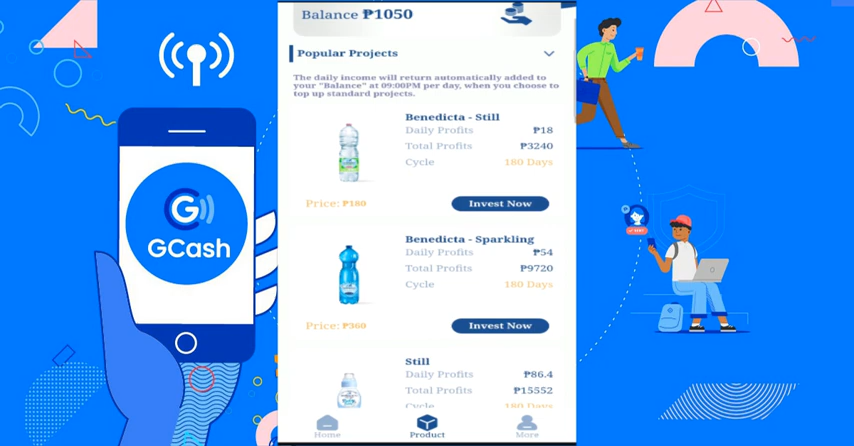 GCash
Balance ₱1050
Popular Projects
The daily income will return automatically added to
your "Balance" at 09:00PM per day, when you choose to
top up standard projects.
Benedicta - Still
Daily Profits ₱18
Total Profits ₱3240
Cycle 180 Days
Price: ₱180 Invest Now
Benedicta - Sparkling
Daily Profits ₱54
Total Profits ₱9720
Cycle 180 Days
Price: ₱360 Invest Now
Still
Daily Profits ₱86.4
Total Profits ₱15552
Cycle 180 Days
Home Product More